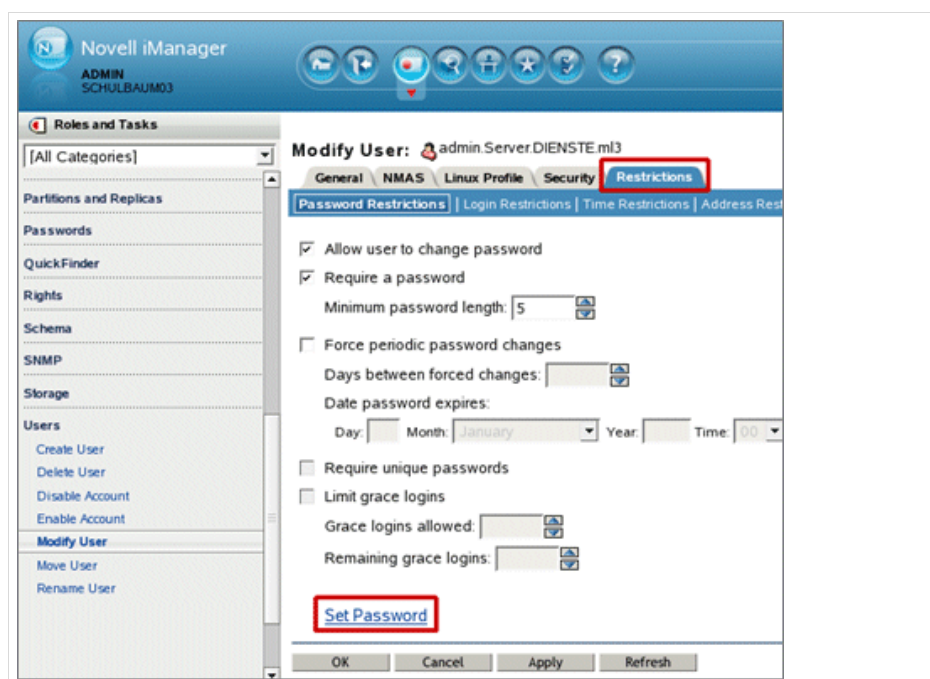 Novell iManager
ADMIN
SCHULBAUM03
Roles and Tasks
[All Categories]
Partitions and Replicas
Passwords
QuickFinder
Rights
Schema
SNMP
Storage
Users
Create User
Delete User
Disable Account
Enable Account
Modify User
Move User
Rename User
Modify User: admin.Server.DIENSTE.ml3
General NMAS Linux Profile Security Restrictions
Password Restrictions | Login Restrictions | Time Restrictions | Address Rest
Allow user to change password
Require a password
Minimum password length: 5
Force periodic password changes
Days between forced changes:
Date password expires:
Day: Month: January Year: Time: 00
Require unique passwords
Limit grace logins
Grace logins allowed:
Remaining grace logins:
Set Password
OK Cancel Apply Refresh